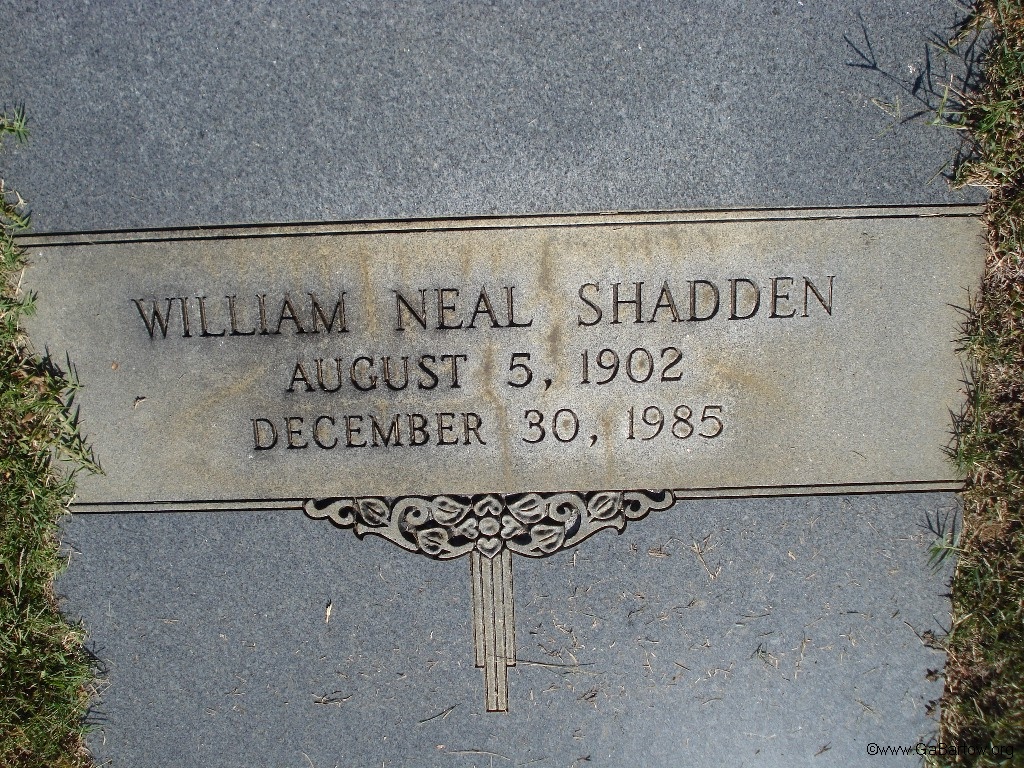 WILLIAM NEAL SHADDEN
AUGUST 5, 1902
DECEMBER 30, 1985
©www.GaBartow.org